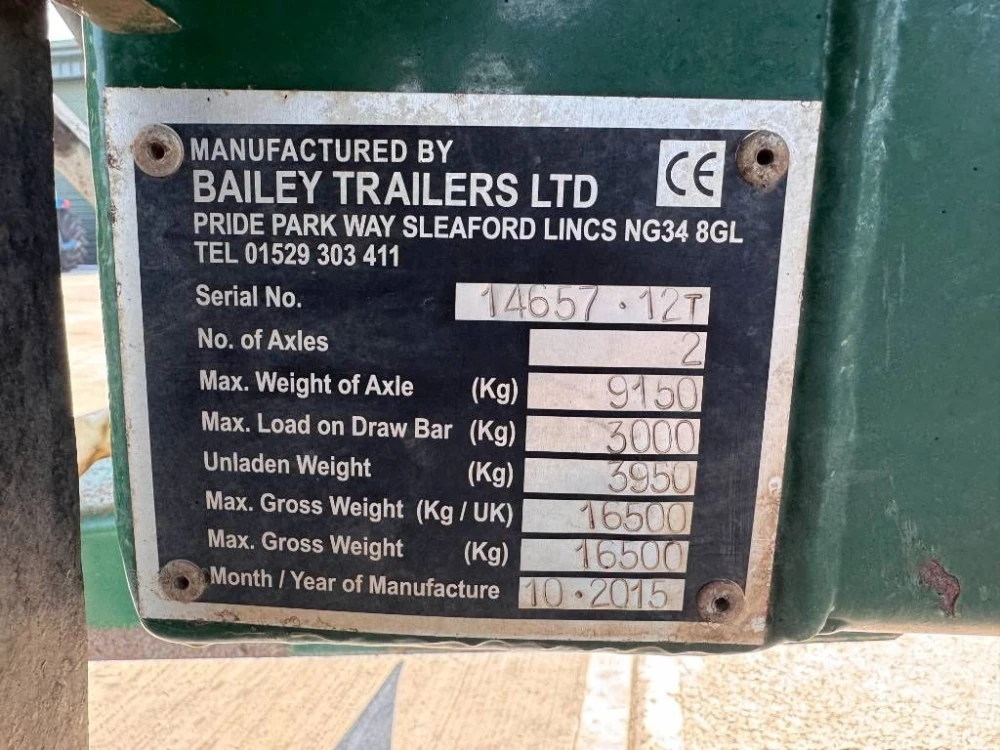 MANUFACTURED BY
CE
BAILEY TRAILERS LTD
PRIDE PARK WAY SLEAFORD LINCS NG34 8GL
TEL 01529 303 411
Serial No. 14657 · 12T
No. of Axles 2
Max. Weight of Axle (Kg) 9150
Max. Load on Draw Bar (Kg) 3000
Unladen Weight (Kg) 3950
Max. Gross Weight (Kg / UK) 16500
Max. Gross Weight (Kg) 16500
Month / Year of Manufacture 10 · 2015